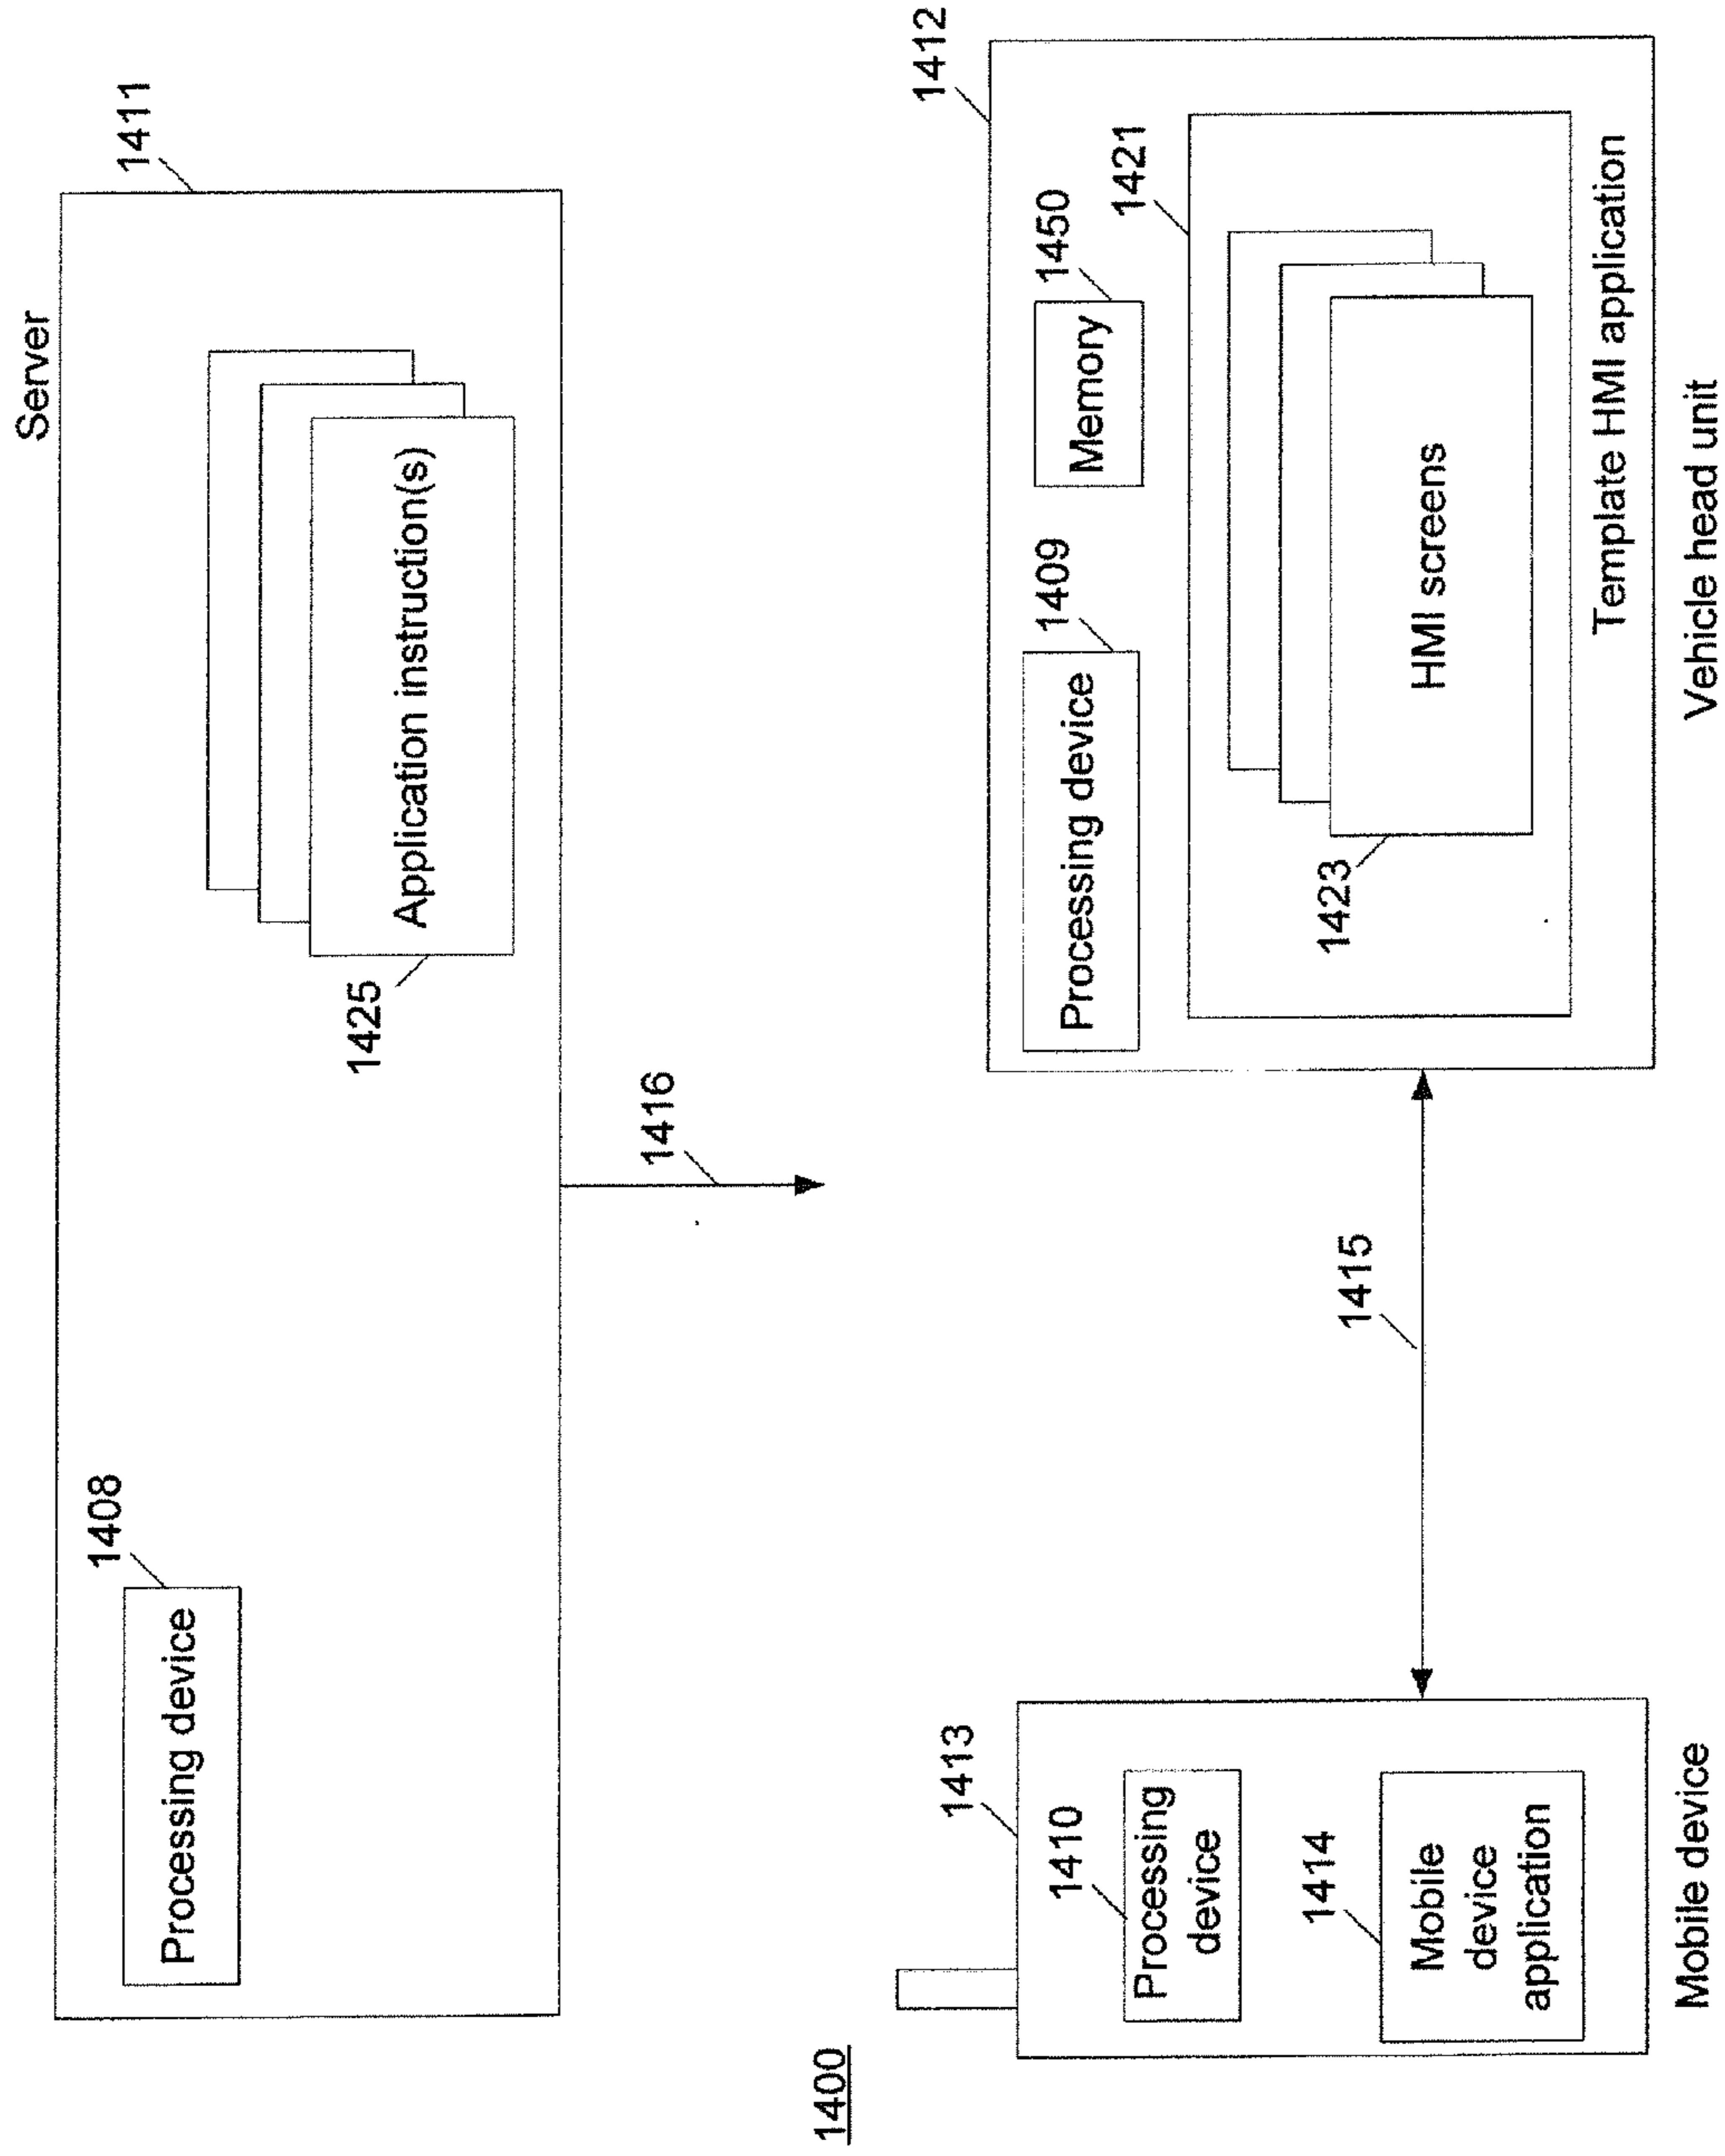 Server
1411
1408
Processing device
Application instruction(s)
1425
1416
1400
1413
1410
Processing
device
1414
Mobile
device
application
Mobile device
1415
1412
1409
Processing device
1450
Memory
1421
HMI screens
1423
Template HMI application
Vehicle head unit